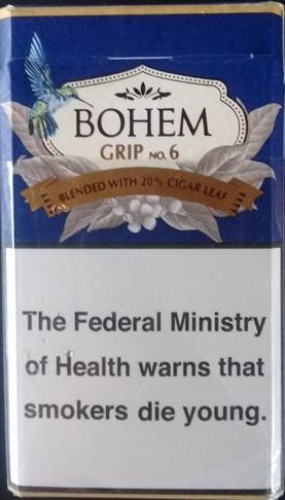 BOHEM
GRIP NO. 6
BLENDED WITH 20% CIGAR LEAF
The Federal Ministry
of Health warns that
smokers die young.